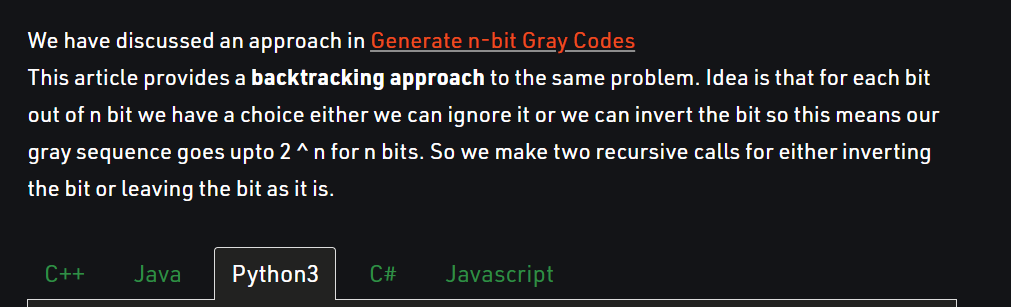 We have discussed an approach in Generate n-bit Gray Codes
This article provides a backtracking approach to the same problem. Idea is that for each bit
out of n bit we have a choice either we can ignore it or we can invert the bit so this means our
gray sequence goes upto 2 ^ n for n bits. So we make two recursive calls for either inverting
the bit or leaving the bit as it is.
C++ Java Python3 C# Javascript